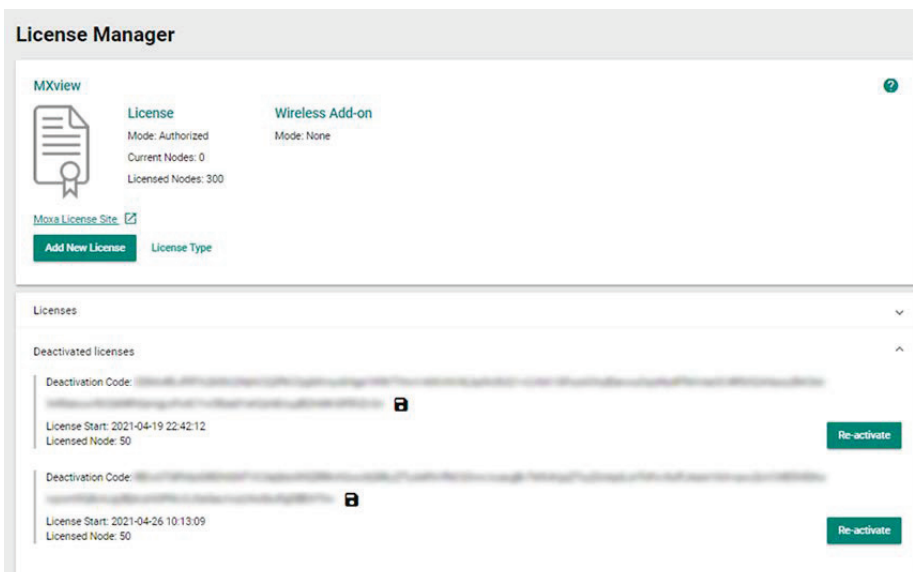 License Manager
MXview
License
Wireless Add-on
Mode: Authorized
Mode: None
Current Nodes: 0
Licensed Nodes: 300
Moxa License Site
Add New License
License Type
Licenses
Deactivated licenses
Deactivation Code:
License Start: 2021-04-19 22:42:12
Licensed Node: 50
Re-activate
Deactivation Code:
License Start: 2021-04-26 10:13:09
Licensed Node: 50
Re-activate